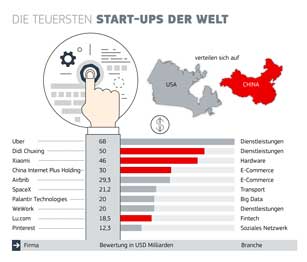 DIE TEUERSTEN START-UPS DER WELT
verteilen sich auf
USA
CHINA
Uber 68 Dienstleistungen
Didi Chuxing 50 Dienstleistungen
Xiaomi 46 Hardware
China Internet Plus Holding 30 E-Commerce
Airbnb 29,3 E-Commerce
SpaceX 21,2 Transport
Palantir Technologies 20 Big Data
WeWork 20 Dienstleistungen
Lu.com 18,5 Fintech
Pinterest 12,3 Soziales Netzwerk
Firma Bewertung in USD Milliarden Branche